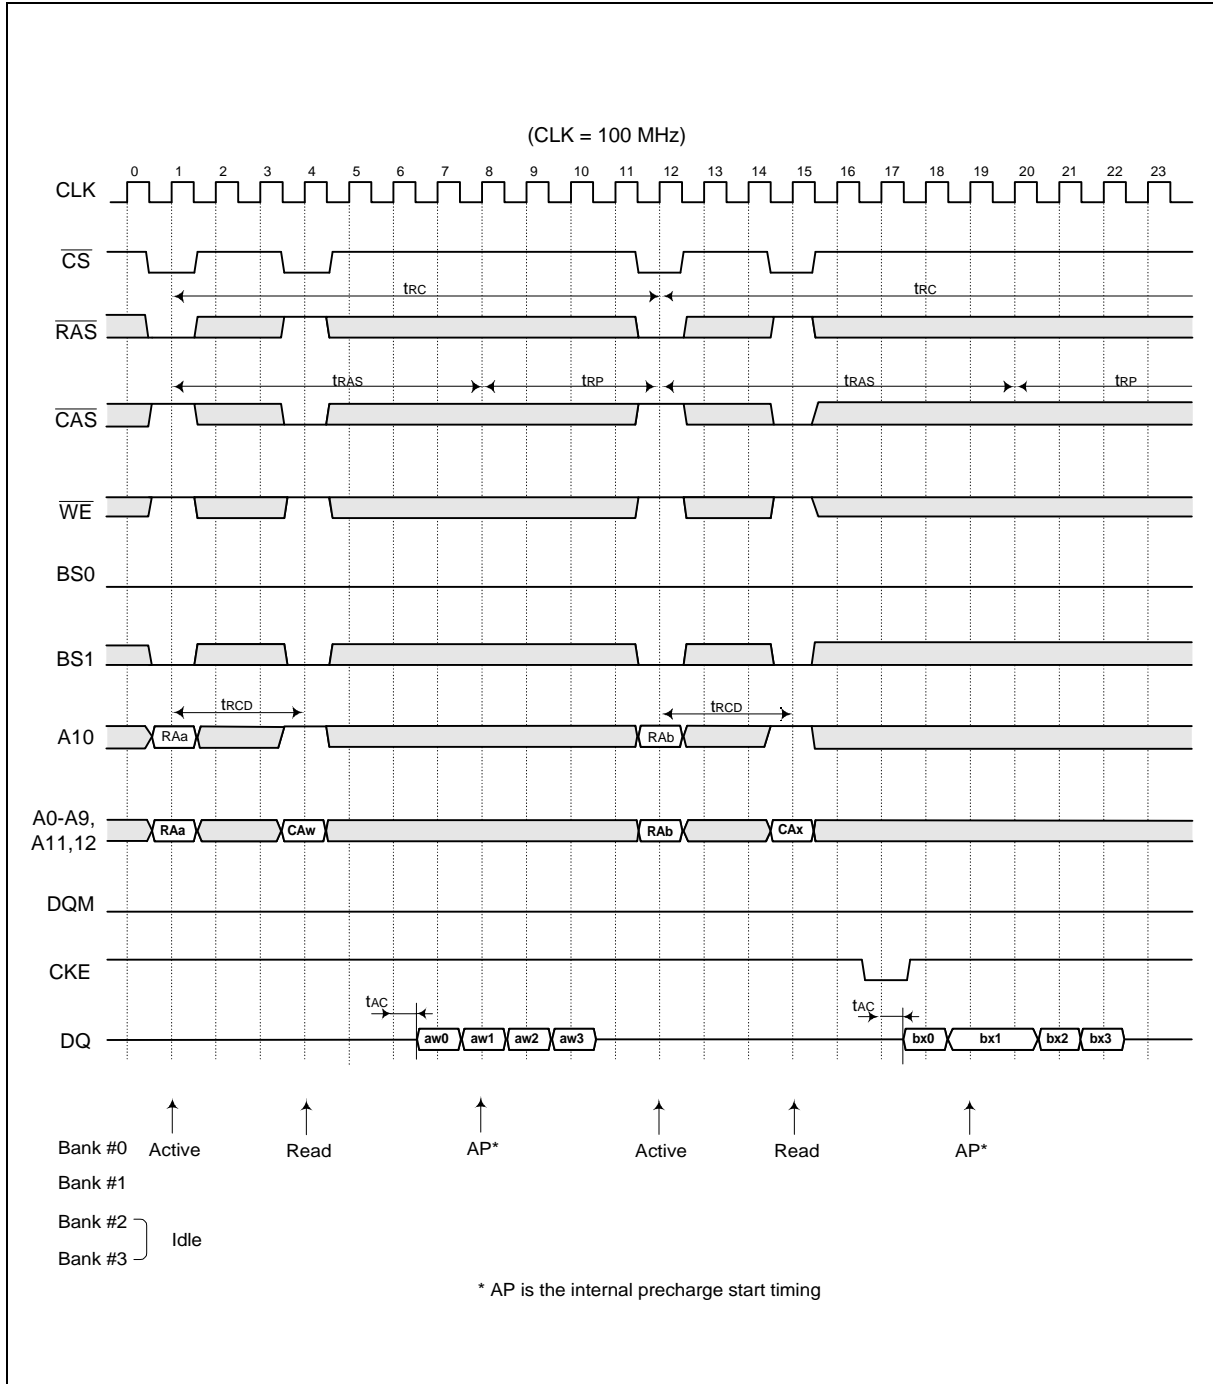 (CLK = 100 MHz)
0 1 2 3 4 5 6 7 8 9 10 11 12 13 14 15 16 17 18 19 20 21 22 23
CLK
CS
tRC tRC
RAS
tRAS tRP tRAS tRP
CAS
WE
BS0
BS1
tRCD tRCD
A10 RAa RAb
A0-A9,
A11,12 RAa CAw RAb CAx
DQM
CKE
tAC tAC
DQ aw0 aw1 aw2 aw3 bx0 bx1 bx2 bx3
Bank #0 Active Read AP* Active Read AP*
Bank #1
Bank #2
Idle
Bank #3
* AP is the internal precharge start timing